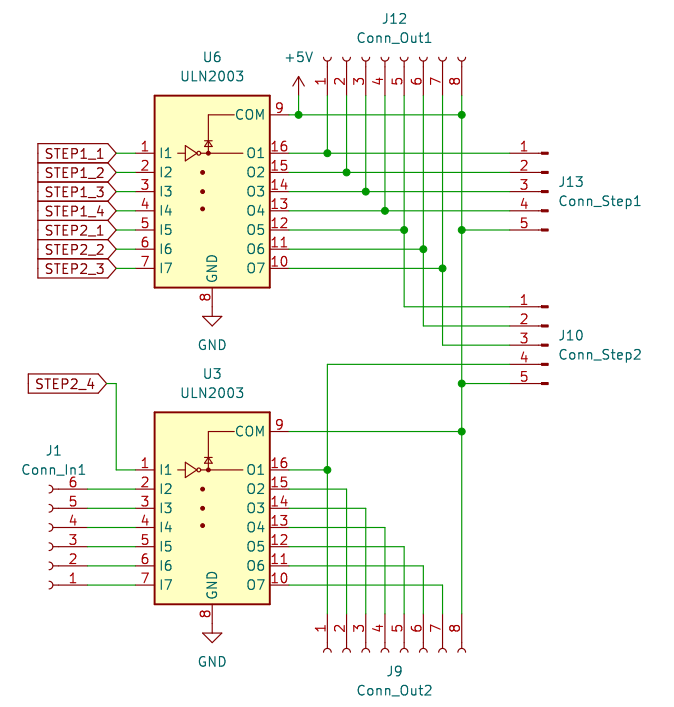 J12
Conn_Out1
U6
ULN2003
+5V
1 2 3 4 5 6 7 8
COM 9
STEP1_1 1 I1 O1 16 1
STEP1_2 2 I2 O2 15 2
STEP1_3 3 I3 O3 14 3
STEP1_4 4 I4 O4 13 4
STEP2_1 5 I5 O5 12 5
STEP2_2 6 I6 O6 11
STEP2_3 7 I7 O7 10
J13
Conn_Step1
GND
8
GND
1
2
3
4
5
J10
Conn_Step2
STEP2_4
U3
ULN2003
COM 9
J1
Conn_In1
1 I1 O1 16
6 2 I2 O2 15
5 3 I3 O3 14
4 4 I4 O4 13
3 5 I5 O5 12
2 6 I6 O6 11
1 7 I7 O7 10
GND
8
GND
1 2 3 4 5 6 7 8
J9
Conn_Out2